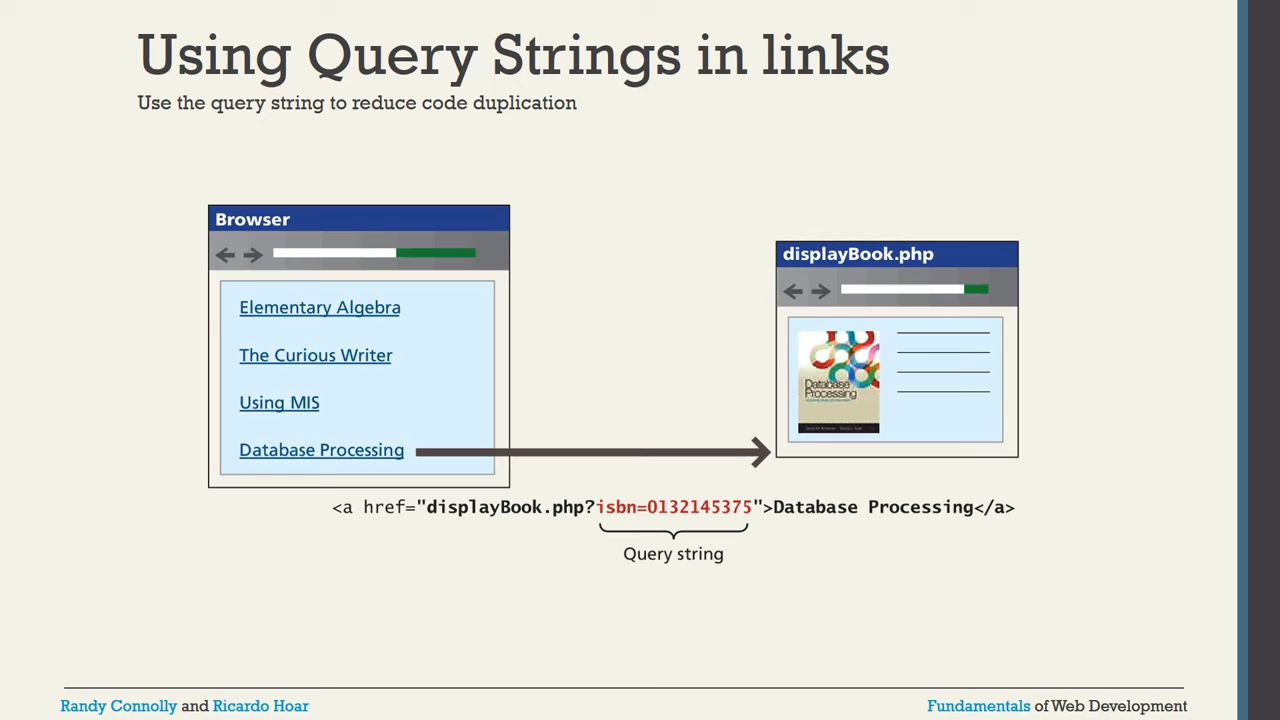 Using Query Strings in links
Use the query string to reduce code duplication
Browser
Elementary Algebra
The Curious Writer
Using MIS
Database Processing
displayBook.php
Database
Processing
<a href="displayBook.php?isbn=0132145375">Database Processing</a>
Query string
Randy Connolly and Ricardo Hoar
Fundamentals of Web Development